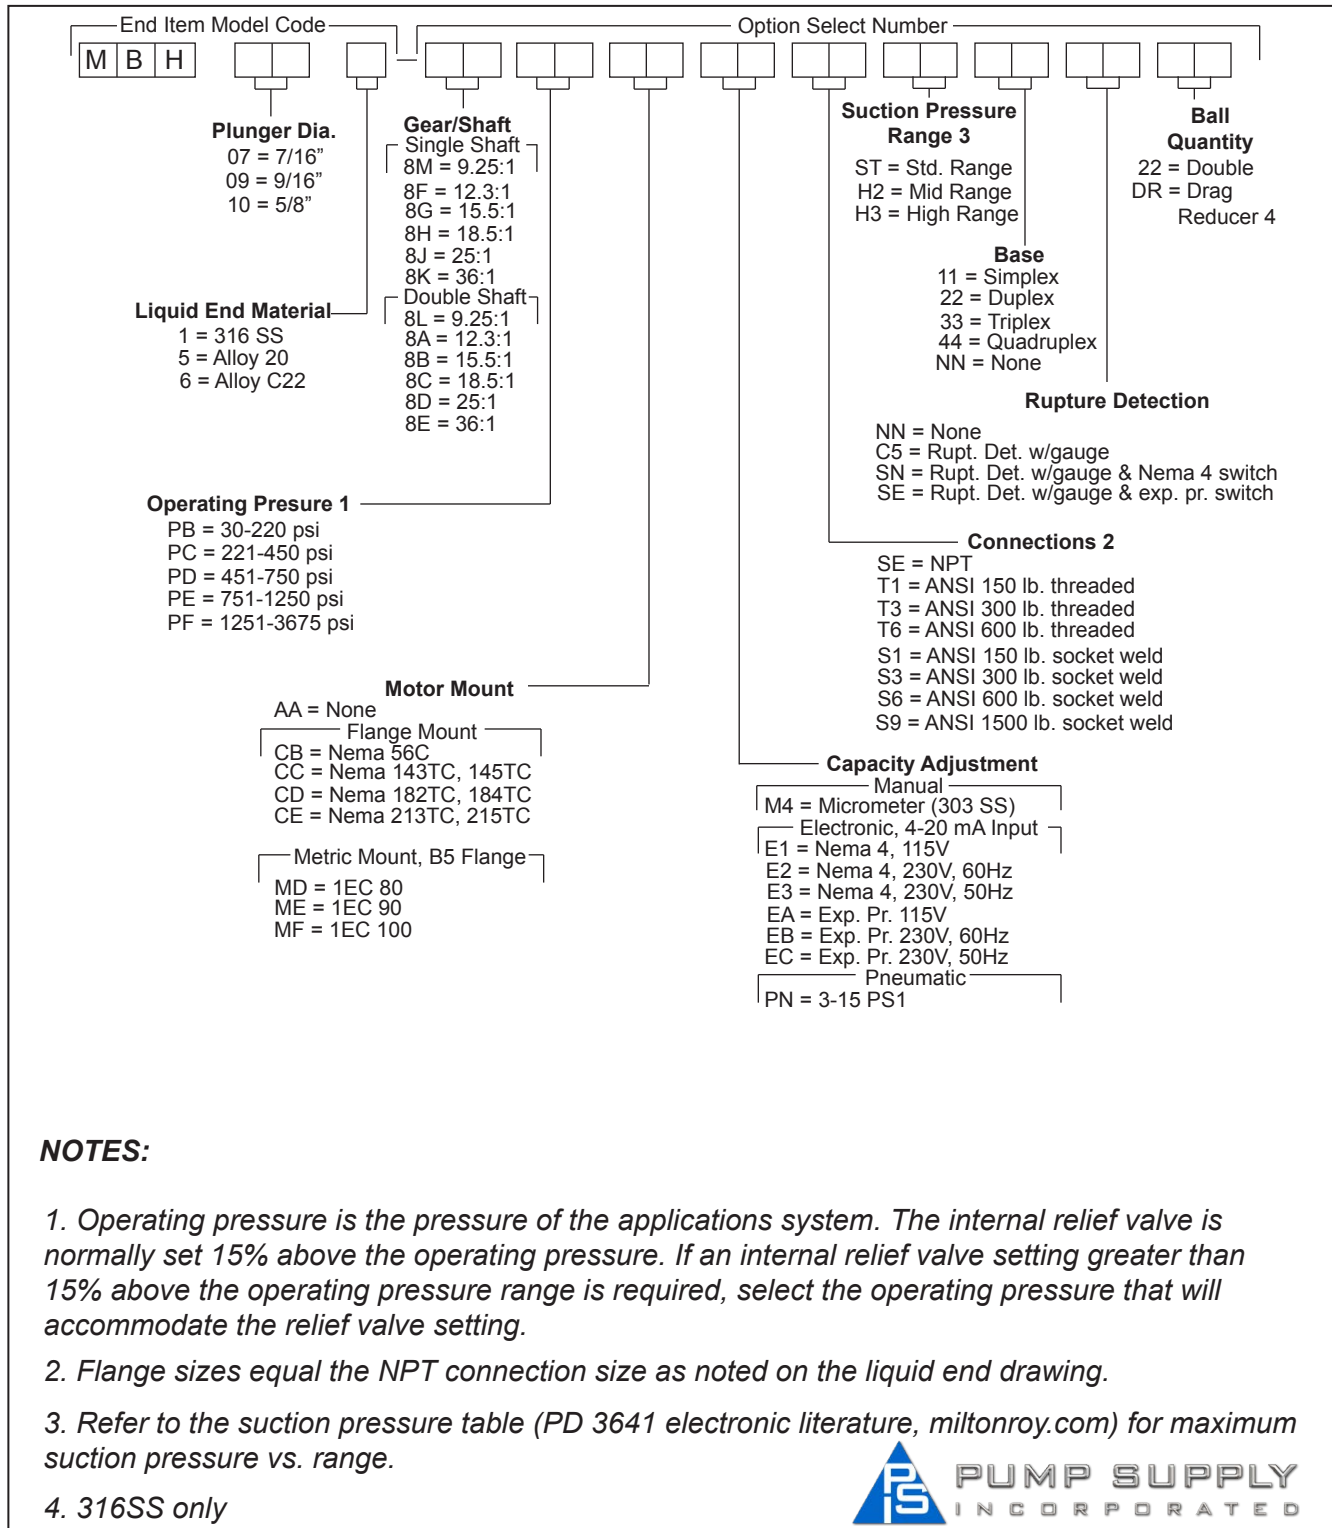 End Item Model Code
Option Select Number
M B H
Plunger Dia.
07 = 7/16”
09 = 9/16”
10 = 5/8”
Liquid End Material
1 = 316 SS
5 = Alloy 20
6 = Alloy C22
Gear/Shaft
Single Shaft
8M = 9.25:1
8F = 12.3:1
8G = 15.5:1
8H = 18.5:1
8J = 25:1
8K = 36:1
Double Shaft
8L = 9.25:1
8A = 12.3:1
8B = 15.5:1
8C = 18.5:1
8D = 25:1
8E = 36:1
Operating Presure 1
PB = 30-220 psi
PC = 221-450 psi
PD = 451-750 psi
PE = 751-1250 psi
PF = 1251-3675 psi
Motor Mount
AA = None
Flange Mount
CB = Nema 56C
CC = Nema 143TC, 145TC
CD = Nema 182TC, 184TC
CE = Nema 213TC, 215TC
Metric Mount, B5 Flange
MD = 1EC 80
ME = 1EC 90
MF = 1EC 100
Capacity Adjustment
Manual
M4 = Micrometer (303 SS)
Electronic, 4-20 mA Input
E1 = Nema 4, 115V
E2 = Nema 4, 230V, 60Hz
E3 = Nema 4, 230V, 50Hz
EA = Exp. Pr. 115V
EB = Exp. Pr. 230V, 60Hz
EC = Exp. Pr. 230V, 50Hz
Pneumatic
PN = 3-15 PS1
Connections 2
SE = NPT
T1 = ANSI 150 lb. threaded
T3 = ANSI 300 lb. threaded
T6 = ANSI 600 lb. threaded
S1 = ANSI 150 lb. socket weld
S3 = ANSI 300 lb. socket weld
S6 = ANSI 600 lb. socket weld
S9 = ANSI 1500 lb. socket weld
Suction Pressure
Range 3
ST = Std. Range
H2 = Mid Range
H3 = High Range
Base
11 = Simplex
22 = Duplex
33 = Triplex
44 = Quadruplex
NN = None
Rupture Detection
NN = None
C5 = Rupt. Det. w/gauge
SN = Rupt. Det. w/gauge & Nema 4 switch
SE = Rupt. Det. w/gauge & exp. pr. switch
Ball
Quantity
22 = Double
DR = Drag
Reducer 4
NOTES:
1. Operating pressure is the pressure of the applications system. The internal relief valve is
normally set 15% above the operating pressure. If an internal relief valve setting greater than
15% above the operating pressure range is required, select the operating pressure that will
accommodate the relief valve setting.
2. Flange sizes equal the NPT connection size as noted on the liquid end drawing.
3. Refer to the suction pressure table (PD 3641 electronic literature, miltonroy.com) for maximum
suction pressure vs. range.
4. 316SS only
PSi
PUMP SUPPLY
INCORPORATED